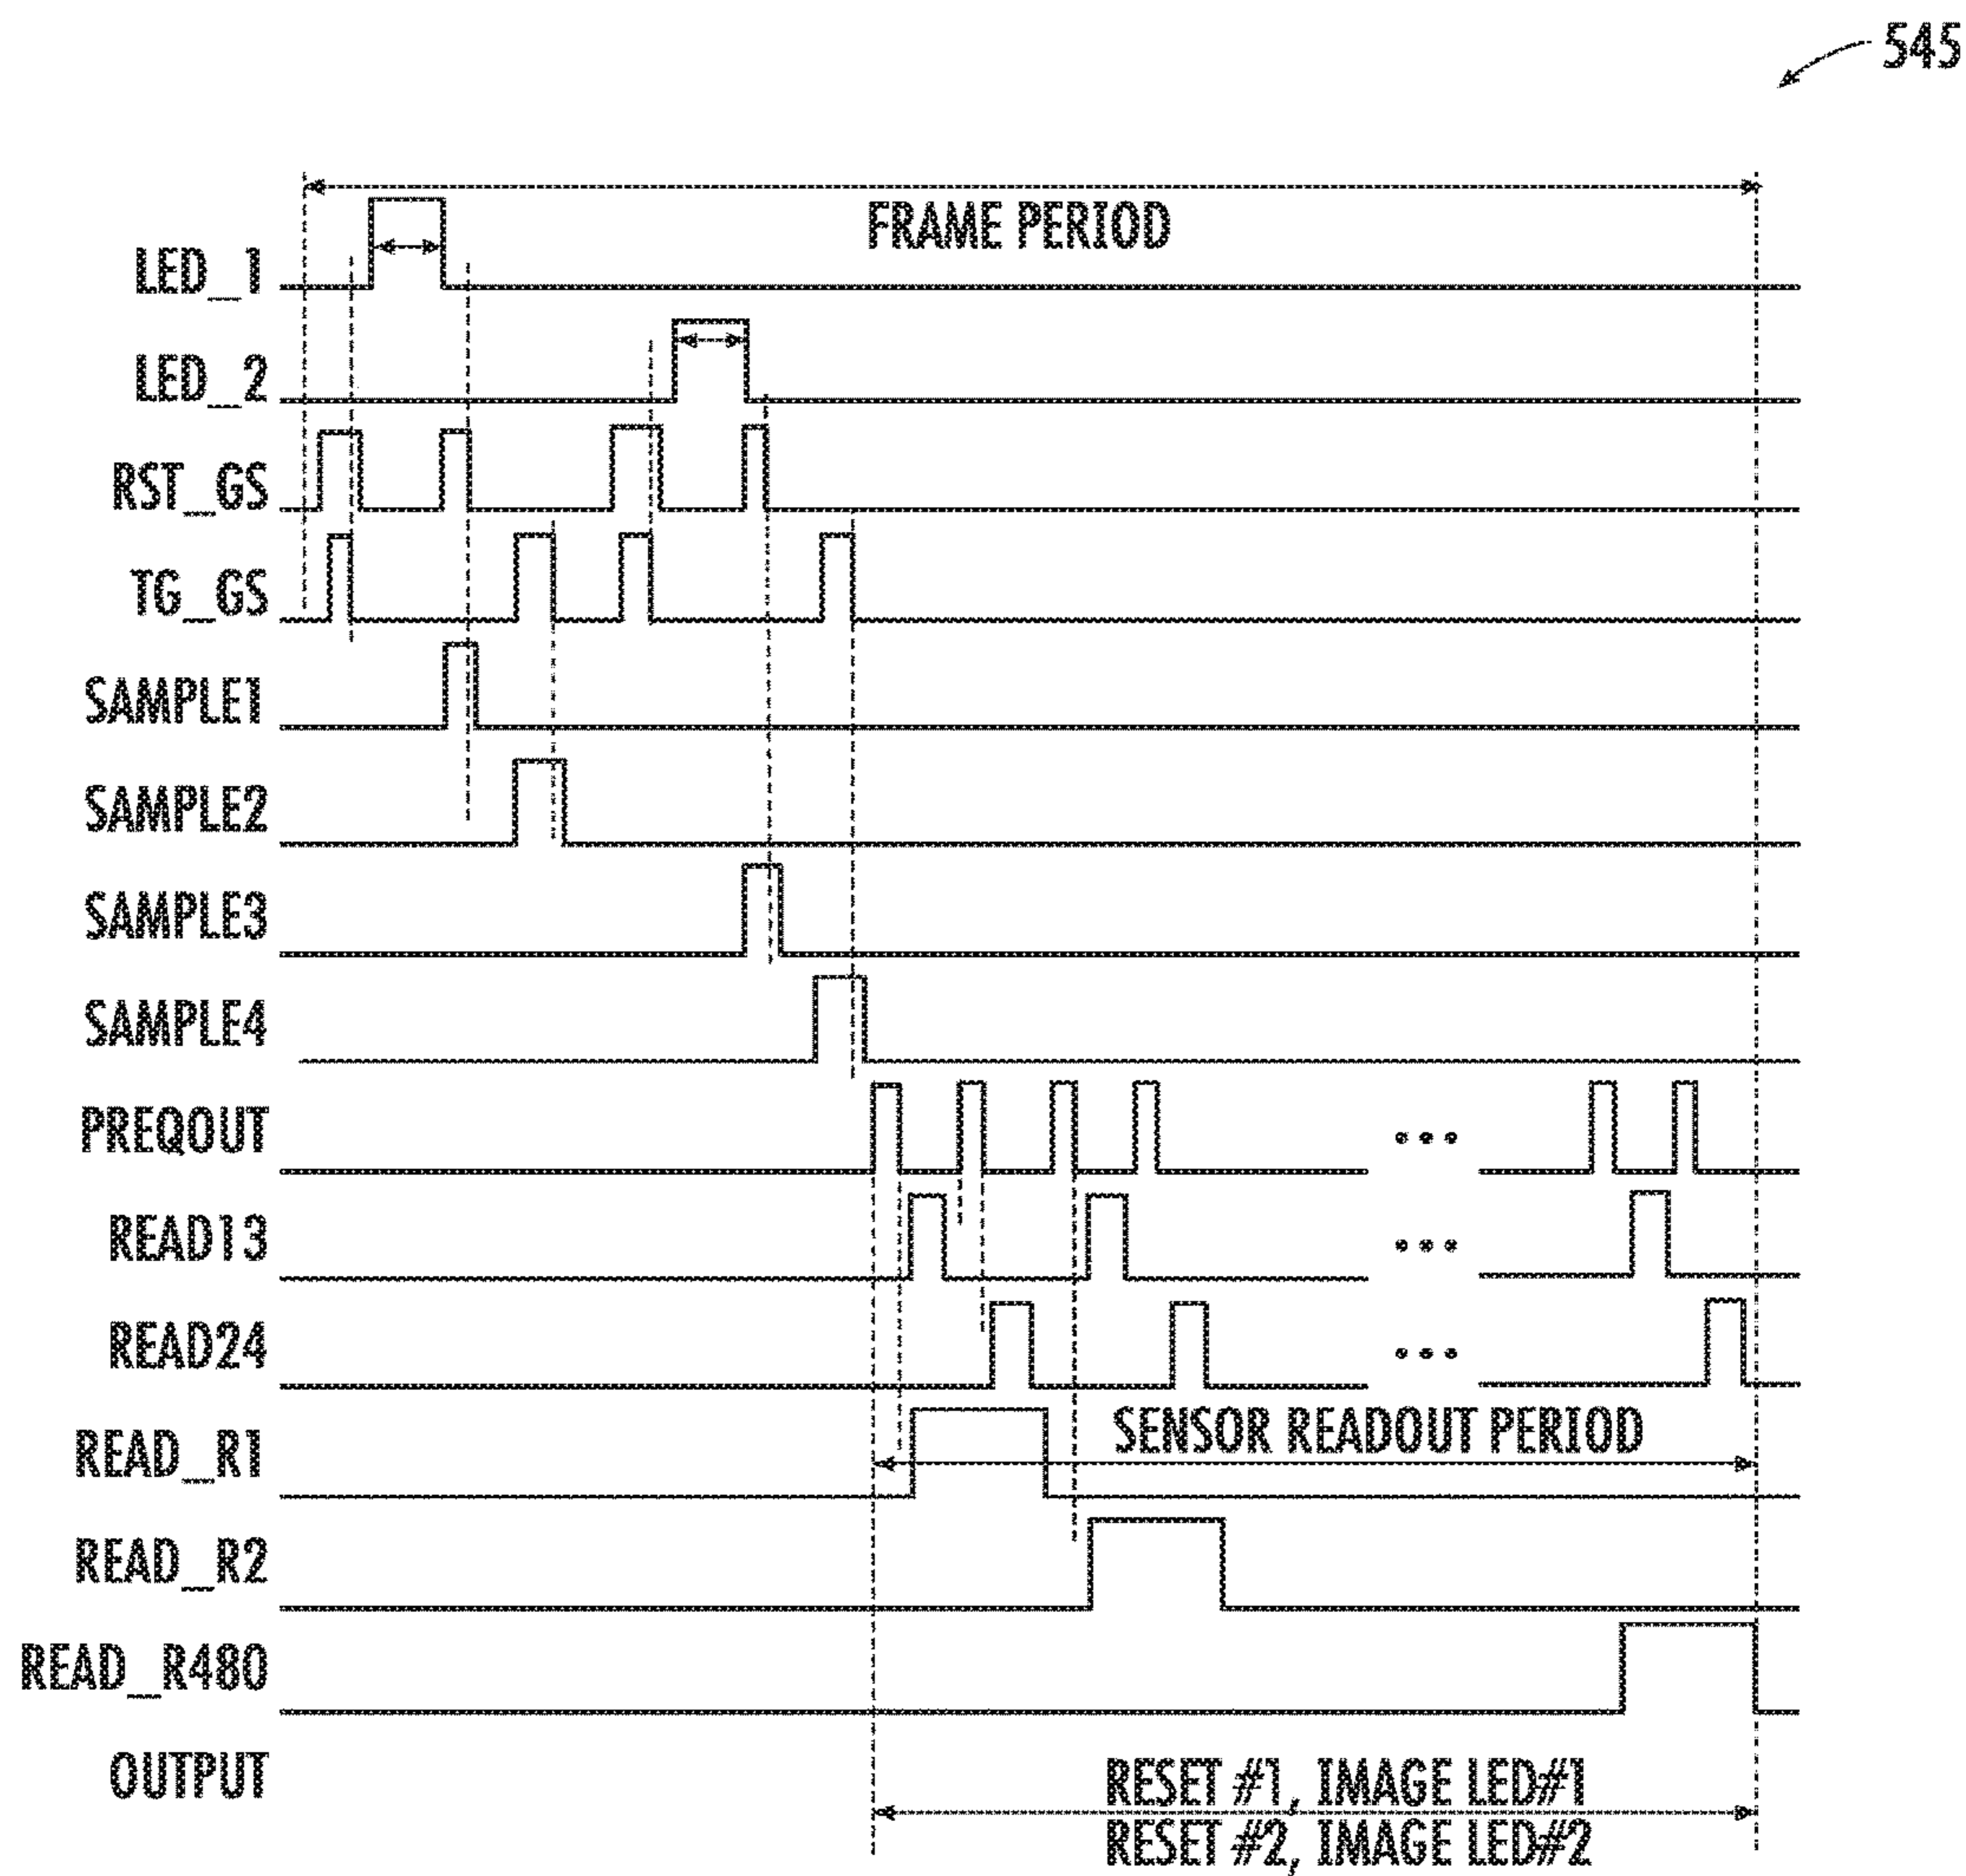 545
FRAME PERIOD
LED_1
LED_2
RST_GS
TG_GS
SAMPLE1
SAMPLE2
SAMPLE3
SAMPLE4
PREQOUT
READ13
READ24
READ_R1
SENSOR READOUT PERIOD
READ_R2
READ_R480
OUTPUT
RESET #1, IMAGE LED#1
RESET #2, IMAGE LED#2